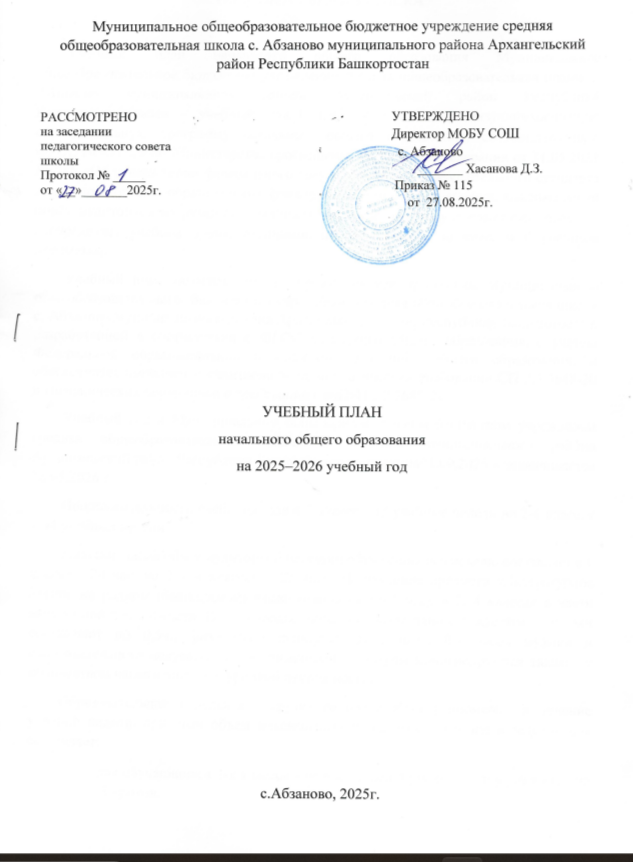 Муниципальное общеобразовательное бюджетное учреждение средняя
общеобразовательная школа с. Абзаново муниципального района Архангельский
район Республики Башкортостан
РАССМОТРЕНО
на заседании
педагогического совета
школы
Протокол № 1
от «27» 08 2025г.
УТВЕРЖДЕНО
Директор МОБУ СОШ
с. Абзаново
Хасанова Д.З.
Приказ № 115
от 27.08.2025г.
УЧЕБНЫЙ ПЛАН
начального общего образования
на 2025–2026 учебный год
с.Абзаново, 2025г.